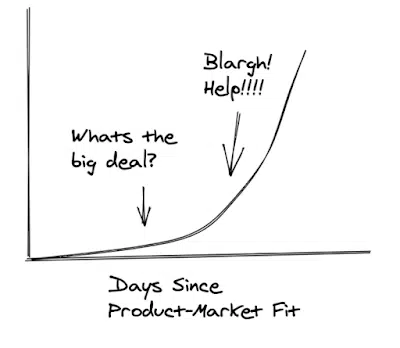 Blargh!
Help!!!!
Whats the
big deal?
Days Since
Product-Market Fit